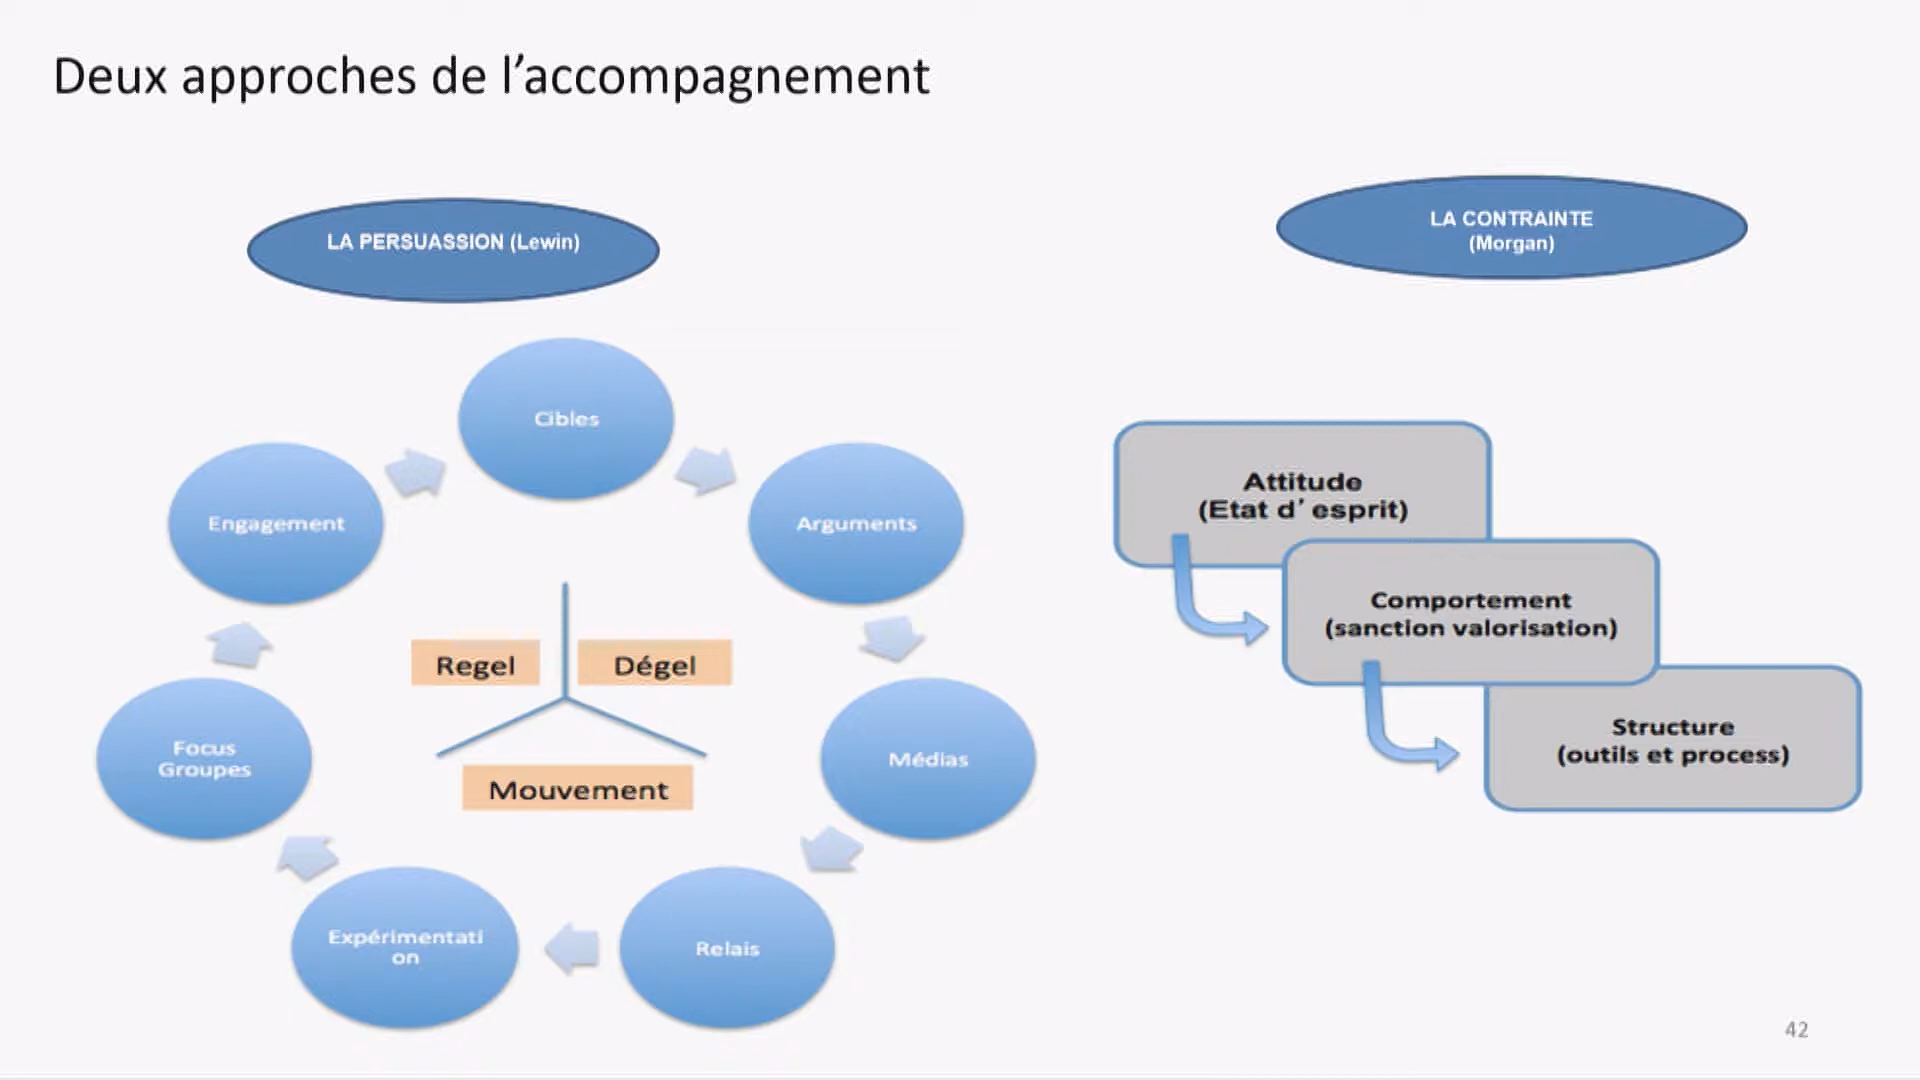 Deux approches de l’accompagnement
LA PERSUASSION (Lewin)
LA CONTRAINTE
(Morgan)
Cibles
Arguments
Médias
Relais
Expérimentati
on
Focus
Groupes
Engagement
Regel
Dégel
Mouvement
Attitude
(Etat d’ esprit)
Comportement
(sanction valorisation)
Structure
(outils et process)
42